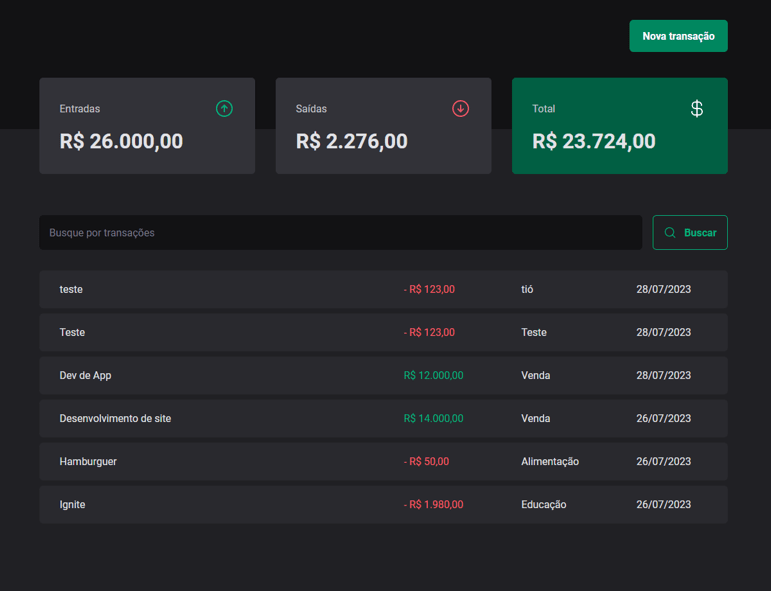 Nova transação
Entradas
R$ 26.000,00
Saídas
R$ 2.276,00
Total
R$ 23.724,00
Busque por transações
Buscar
teste - R$ 123,00 tió 28/07/2023
Teste - R$ 123,00 Teste 28/07/2023
Dev de App R$ 12.000,00 Venda 28/07/2023
Desenvolvimento de site R$ 14.000,00 Venda 26/07/2023
Hamburguer - R$ 50,00 Alimentação 26/07/2023
Ignite - R$ 1.980,00 Educação 26/07/2023